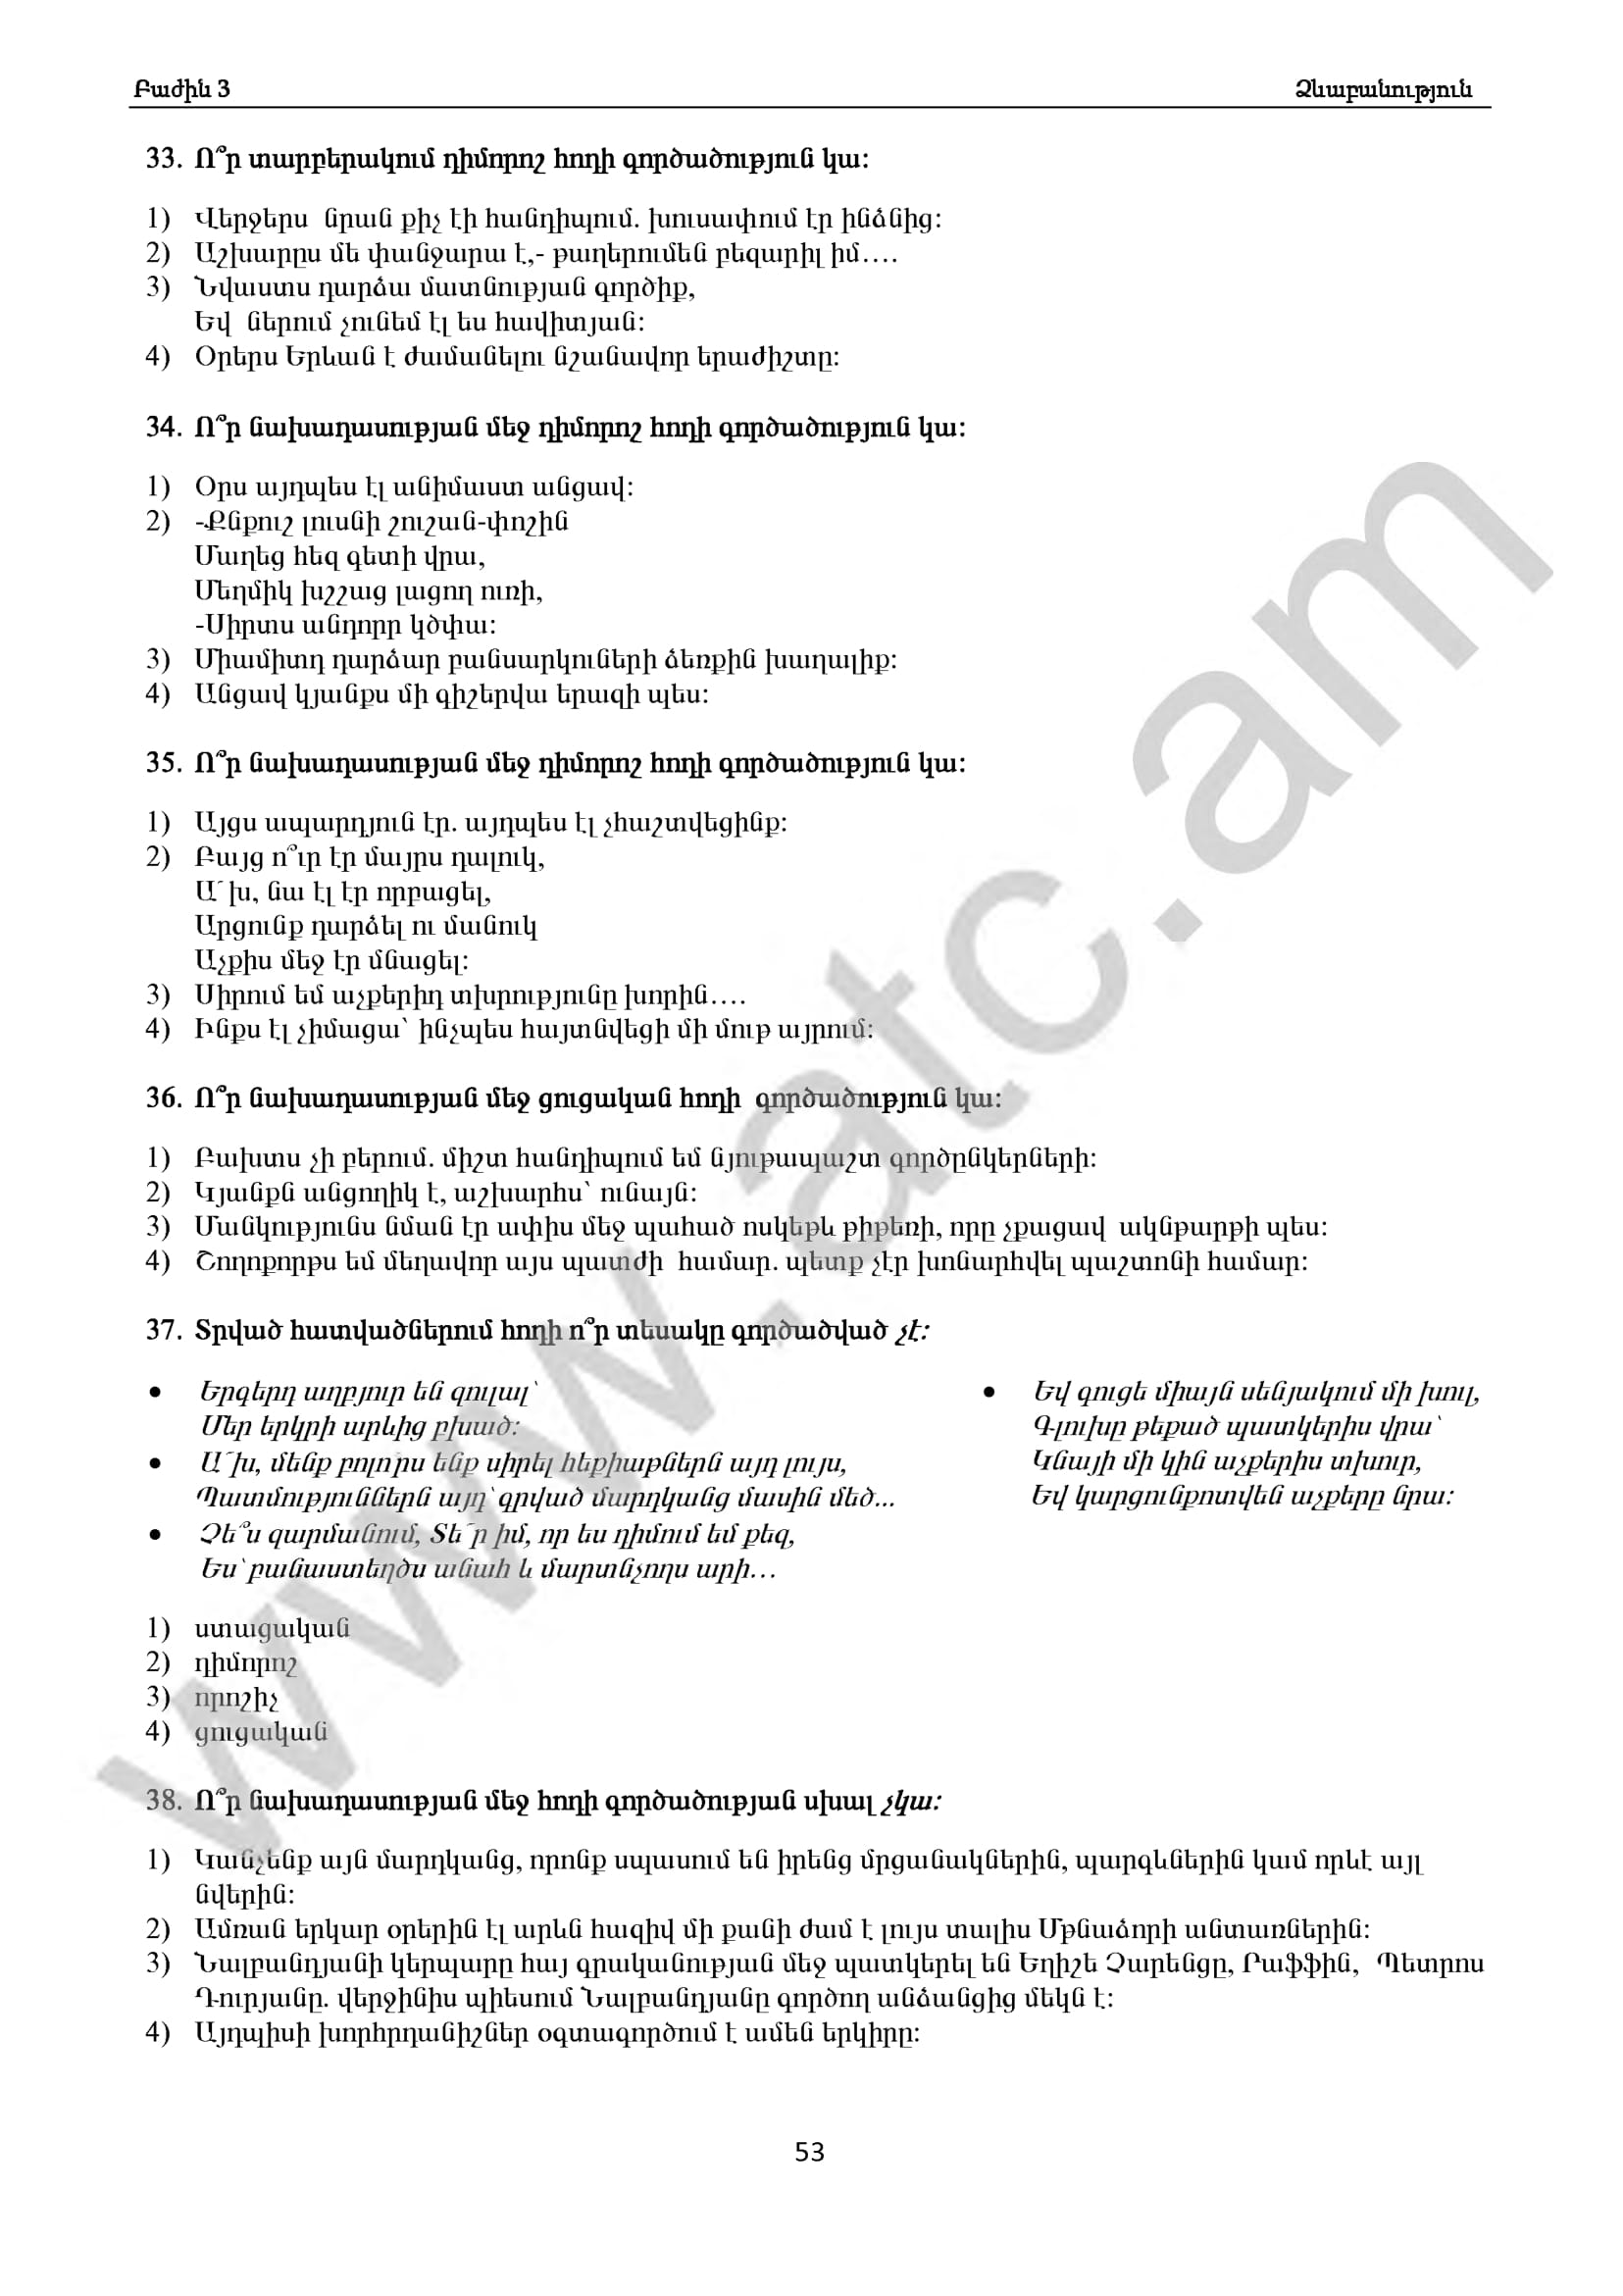 Բաժին 3 Ձևաբանություն
33. Ո՞ր տարբերակում դիմորոշ հոդի գործածություն կա:
1) Վերջերս նրան քիչ էի հանդիպում. խուսափում էր ինձնից:
2) Աշխարըս մե փանջարա է,- թաղերումեն բեզարիլ իմ….
3) Նվաստս դարձա մատնության գործիք,
Եվ ներում չունեմ էլ ես հավիտյան:
4) Օրերս Երևան է ժամանելու նշանավոր երաժիշտը:
34. Ո՞ր նախադասության մեջ դիմորոշ հոդի գործածություն կա:
1) Օրս այդպես էլ անիմաստ անցավ:
2) -Քնքուշ լուսնի շուշան-փոշին
Մաղեց հեզ գետի վրա,
Մեղմիկ խշշաց լացող ուռի,
-Սիրտս անդորր կծփա:
3) Միամիտդ դարձար բանսարկուների ձեռքին խաղալիք:
4) Անցավ կյանքս մի գիշերվա երազի պես:
35. Ո՞ր նախադասության մեջ դիմորոշ հոդի գործածություն կա:
1) Այցս ապարդյուն էր. այդպես էլ չհաշտվեցինք:
2) Բայց ո՞ւր էր մայրս դալուկ,
Ա՜խ, նա էլ էր որբացել,
Արցունք դարձել ու մանուկ
Աչքիս մեջ էր մնացել:
3) Սիրում եմ աչքերիդ տխրությունը խորին….
4) Ինքս էլ չիմացա՝ ինչպես հայտնվեցի մի մութ այրում:
36. Ո՞ր նախադասության մեջ ցուցական հոդի գործածություն կա:
1) Բախտս չի բերում. միշտ հանդիպում եմ նյութապաշտ գործընկերների:
2) Կյանքն անցողիկ է, աշխարհս՝ ունայն:
3) Մանկությունս նման էր ափիս մեջ պահած ոսկեթև թիթեռի, որը չքացավ ակնթարթի պես:
4) Շողոքորթս եմ մեղավոր այս պատժի համար. պետք չէր խոնարհվել պաշտոնի համար:
37. Տրված հատվածներում հոդի ո՞ր տեսակը գործածված չէ:
• Երգերդ աղբյուր են զուլալ՝
Մեր երկրի արևից բխած:
• Ա՜խ, մենք բոլորս ենք սիրել հեքիաթներն այդ լույս,
Պատմություններն այդ՝ գրված մարդկանց մասին մեծ...
• Չե՞ս զարմանում, Տե՜ր իմ, որ ես դիմում եմ քեզ,
Ես՝ բանաստեղծս անահ և մարտնչողս արի…
• Եվ գուցե միայն սենյակում մի խուլ,
Գլուխը թեքած պատկերիս վրա՝
Կնայի մի կին աչքերիս տխուր,
Եվ կարցունքոտվեն աչքերը նրա:
1) ստացական
2) դիմորոշ
3) որոշիչ
4) ցուցական
38. Ո՞ր նախադասության մեջ հոդի գործածության սխալ չկա:
1) Կանչենք այն մարդկանց, որոնք սպասում են իրենց մրցանակներին, պարգևներին կամ որևէ այլ
նվերին:
2) Ամռան երկար օրերին էլ արևն հազիվ մի քանի ժամ է լույս տալիս Մթնաձորի անտառներին:
3) Նալբանդյանի կերպարը հայ գրականության մեջ պատկերել են Եղիշե Չարենցը, Րաֆֆին, Պետրոս
Դուրյանը. վերջինիս պիեսում Նալբանդյանը գործող անձանցից մեկն է:
4) Այդպիսի խորհրդանիշներ օգտագործում է ամեն երկիրը:
53
www.atc.am